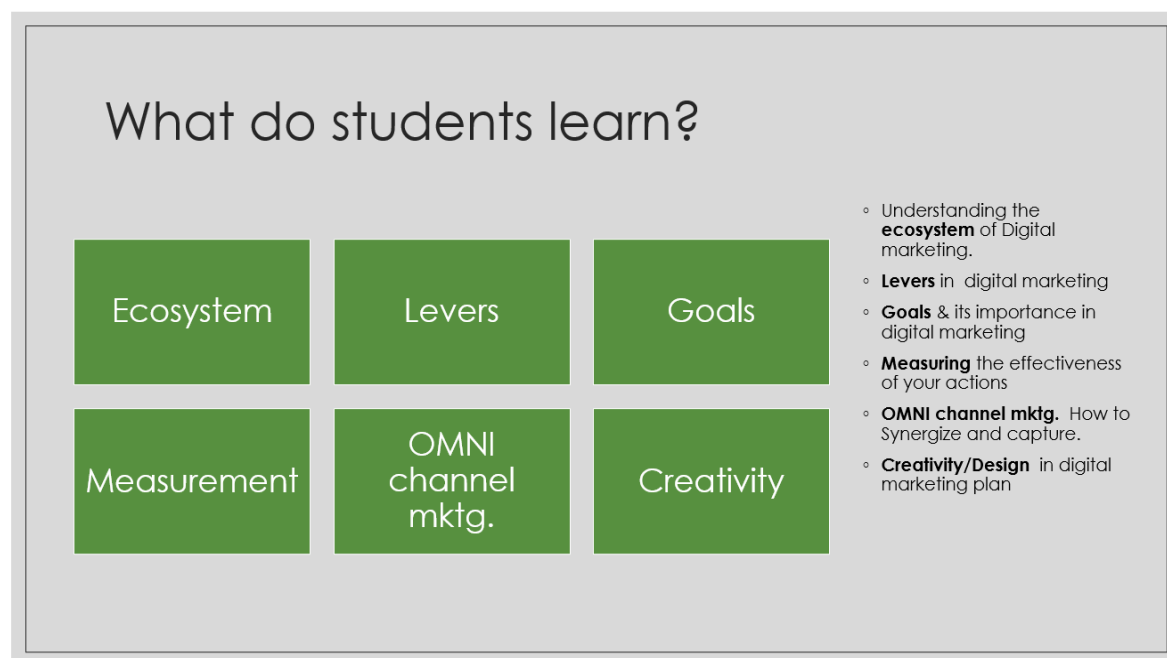 What do students learn?
Ecosystem
Levers
Goals
Measurement
OMNI
channel
mktg.
Creativity
◦ Understanding the
ecosystem of Digital
marketing.
◦ Levers in  digital marketing
◦ Goals & its importance in
digital marketing
◦ Measuring the effectiveness
of your actions
◦ OMNI channel mktg.  How to
Synergize and capture.
◦ Creativity/Design  in digital
marketing plan